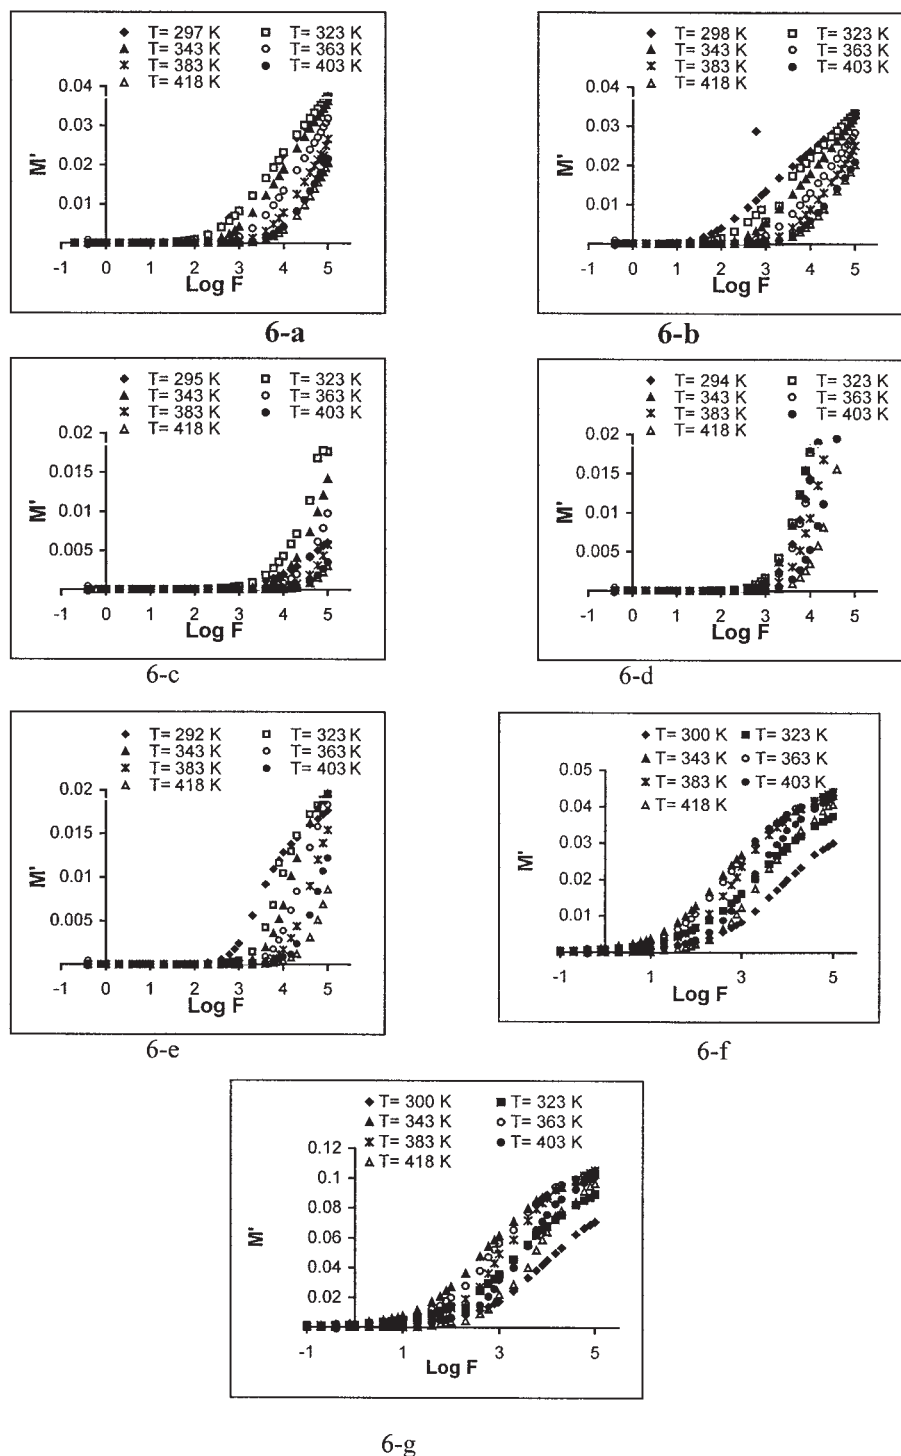 T= 297 K T= 323 K
T= 343 K T= 363 K
T= 383 K T= 403 K
T= 418 K
0.04
0.03
0.02
0.01
M'
-1 0 1 2 3 4 5
Log F
6-a
T= 298 K T= 323 K
T= 343 K T= 363 K
T= 383 K T= 403 K
T= 418 K
0.04
0.03
0.02
0.01
M'
-1 0 1 2 3 4 5
Log F
6-b
T= 295 K T= 323 K
T= 343 K T= 363 K
T= 383 K T= 403 K
T= 418 K
0.02
0.015
0.01
0.005
M'
-1 0 1 2 3 4 5
Log F
6-c
T= 294 K T= 323 K
T= 343 K T= 363 K
T= 383 K T= 403 K
T= 418 K
0.02
0.015
0.01
0.005
M'
-1 0 1 2 3 4 5
Log F
6-d
T= 292 K T= 323 K
T= 343 K T= 363 K
T= 383 K T= 403 K
T= 418 K
0.02
0.015
0.01
0.005
M'
-1 0 1 2 3 4 5
Log F
6-e
T= 300 K T= 323 K
T= 343 K T= 363 K
T= 383 K T= 403 K
T= 418 K
0.05
0.04
0.03
0.02
0.01
M'
-1 1 3 5
Log F
6-f
T= 300 K T= 323 K
T= 343 K T= 363 K
T= 383 K T= 403 K
T= 418 K
0.12
0.1
0.08
0.06
0.04
0.02
M'
-1 1 3 5
Log F
6-g